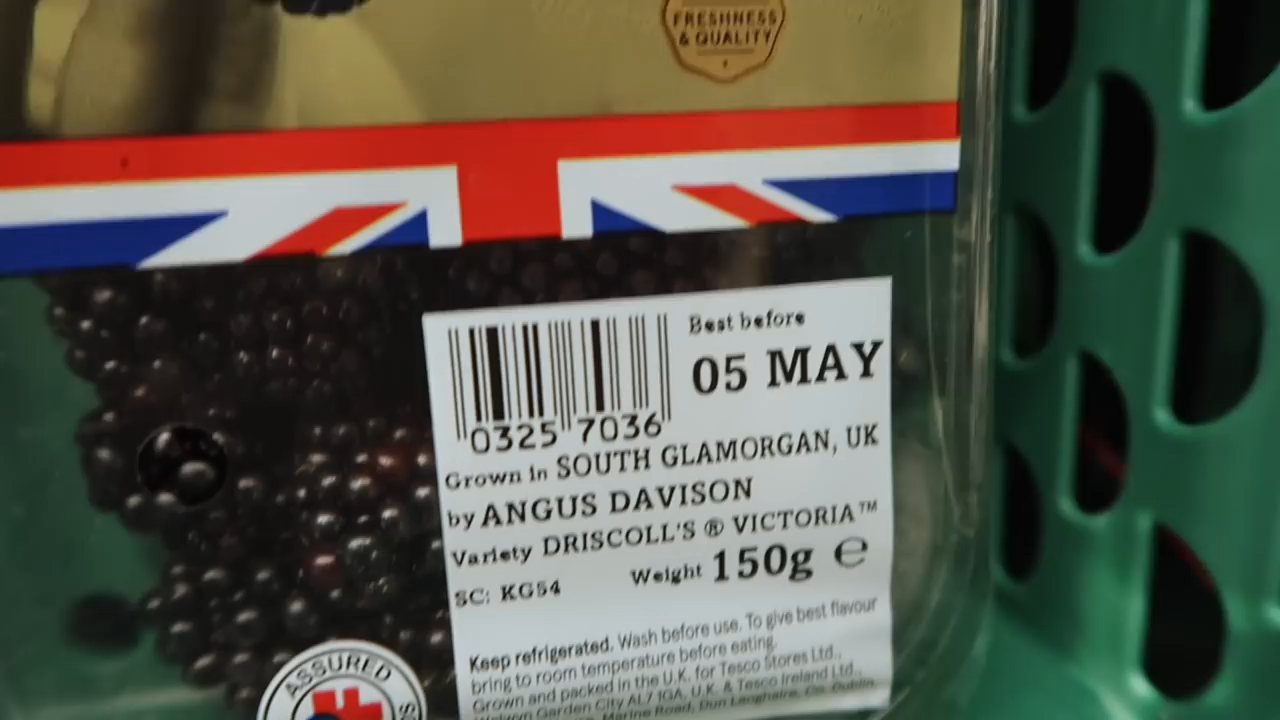 FRESHNESS
& QUALITY
Best before
05 MAY
0325 7036
Grown in SOUTH GLAMORGAN, UK
by ANGUS DAVISON
Variety DRISCOLL'S ® VICTORIA™
SC: KG54 Weight 150g ℮
Keep refrigerated. Wash before use. To give best flavour
bring to room temperature before eating.
Grown and packed in the U.K. for Tesco Stores Ltd.,
Welwyn Garden City AL7 1GA, U.K. & Tesco Ireland Ltd.,
Marine Road, Dun Laoghaire, Co. Dublin.
ASSURED